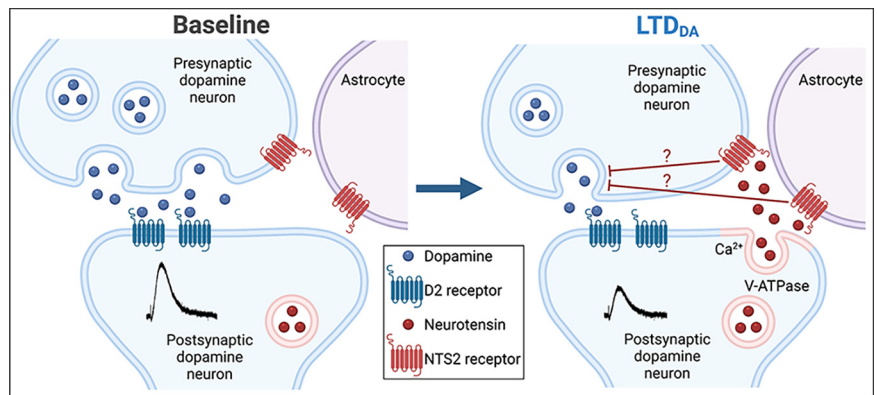 Baseline
LTDDA
Presynaptic
dopamine
neuron
Astrocyte
Presynaptic
dopamine
neuron
Astrocyte
?
?
Ca2+
V-ATPase
Dopamine
D2 receptor
Neurotensin
NTS2 receptor
Postsynaptic
dopamine
neuron
Postsynaptic
dopamine
neuron